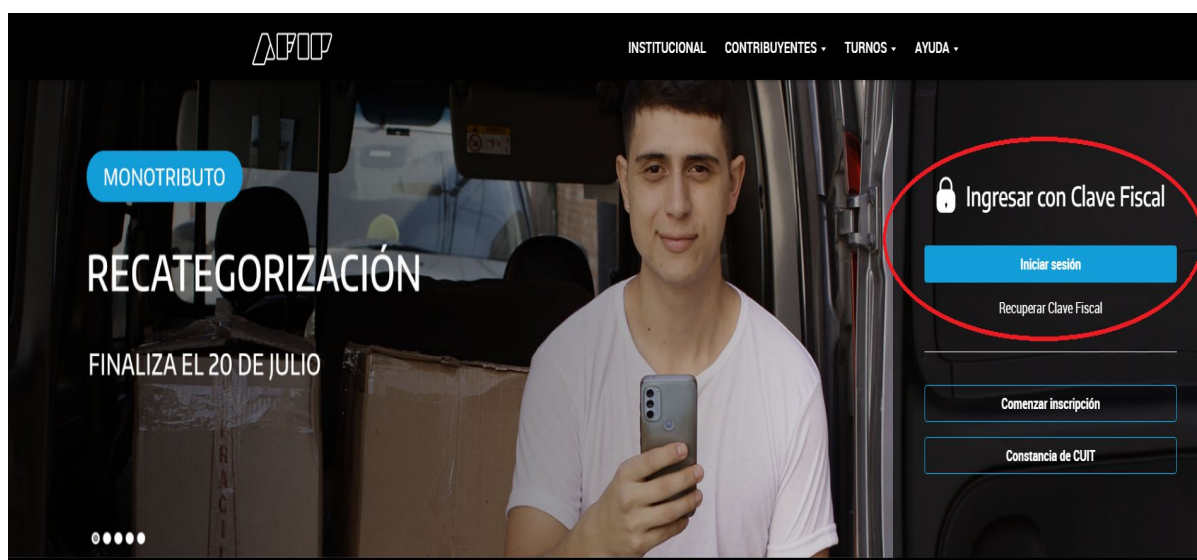 AFIP
INSTITUCIONAL CONTRIBUYENTES TURNOS AYUDA
MONOTRIBUTO
RECATEGORIZACIÓN
FINALIZA EL 20 DE JULIO
Ingresar con Clave Fiscal
Iniciar sesión
Recuperar Clave Fiscal
Comenzar inscripción
Constancia de CUIT